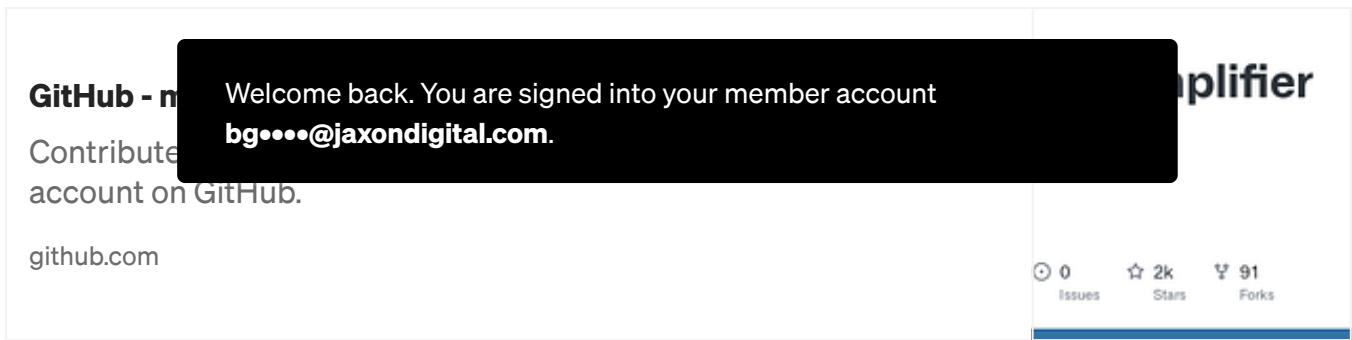 GitHub - m
Welcome back. You are signed into your member account
bg••••@jaxondigital.com.
Contribute
account on GitHub.
github.com
plifier
0
Issues
2k
Stars
91
Forks